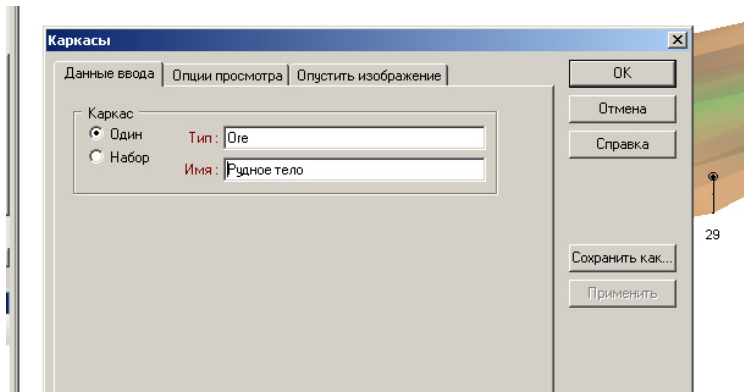 Каркасы
Данные ввода Опции просмотра Опустить изображение
Каркас
Один
Набор
Тип: Ore
Имя: Рудное тело
OK
Отмена
Справка
Сохранить как...
Применить
29